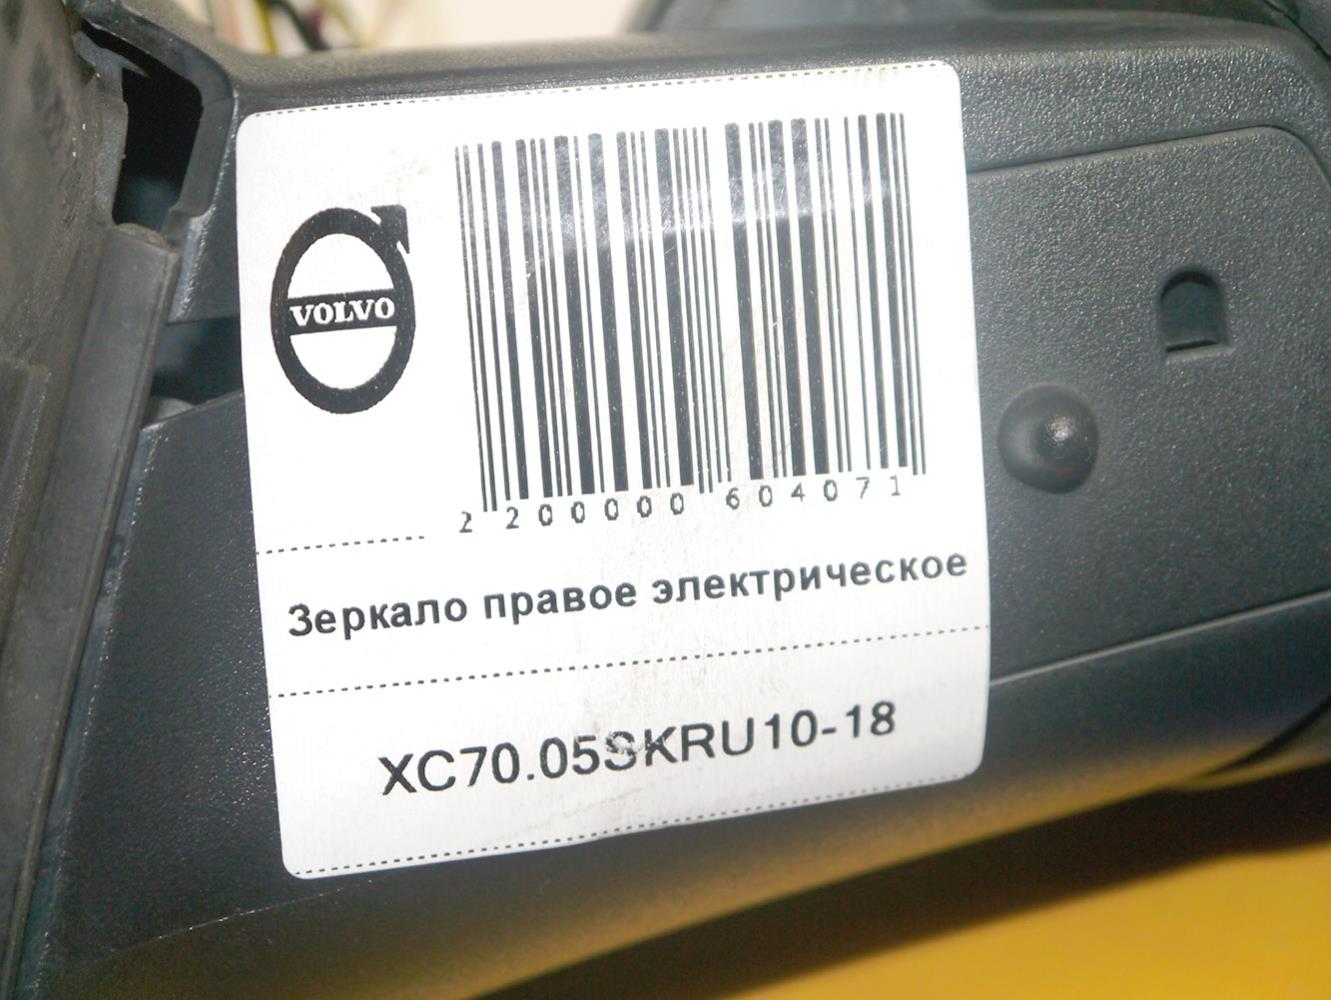 VOLVO
2 200000 604071
Зеркало правое электрическое
XC70.05SKRU10-18